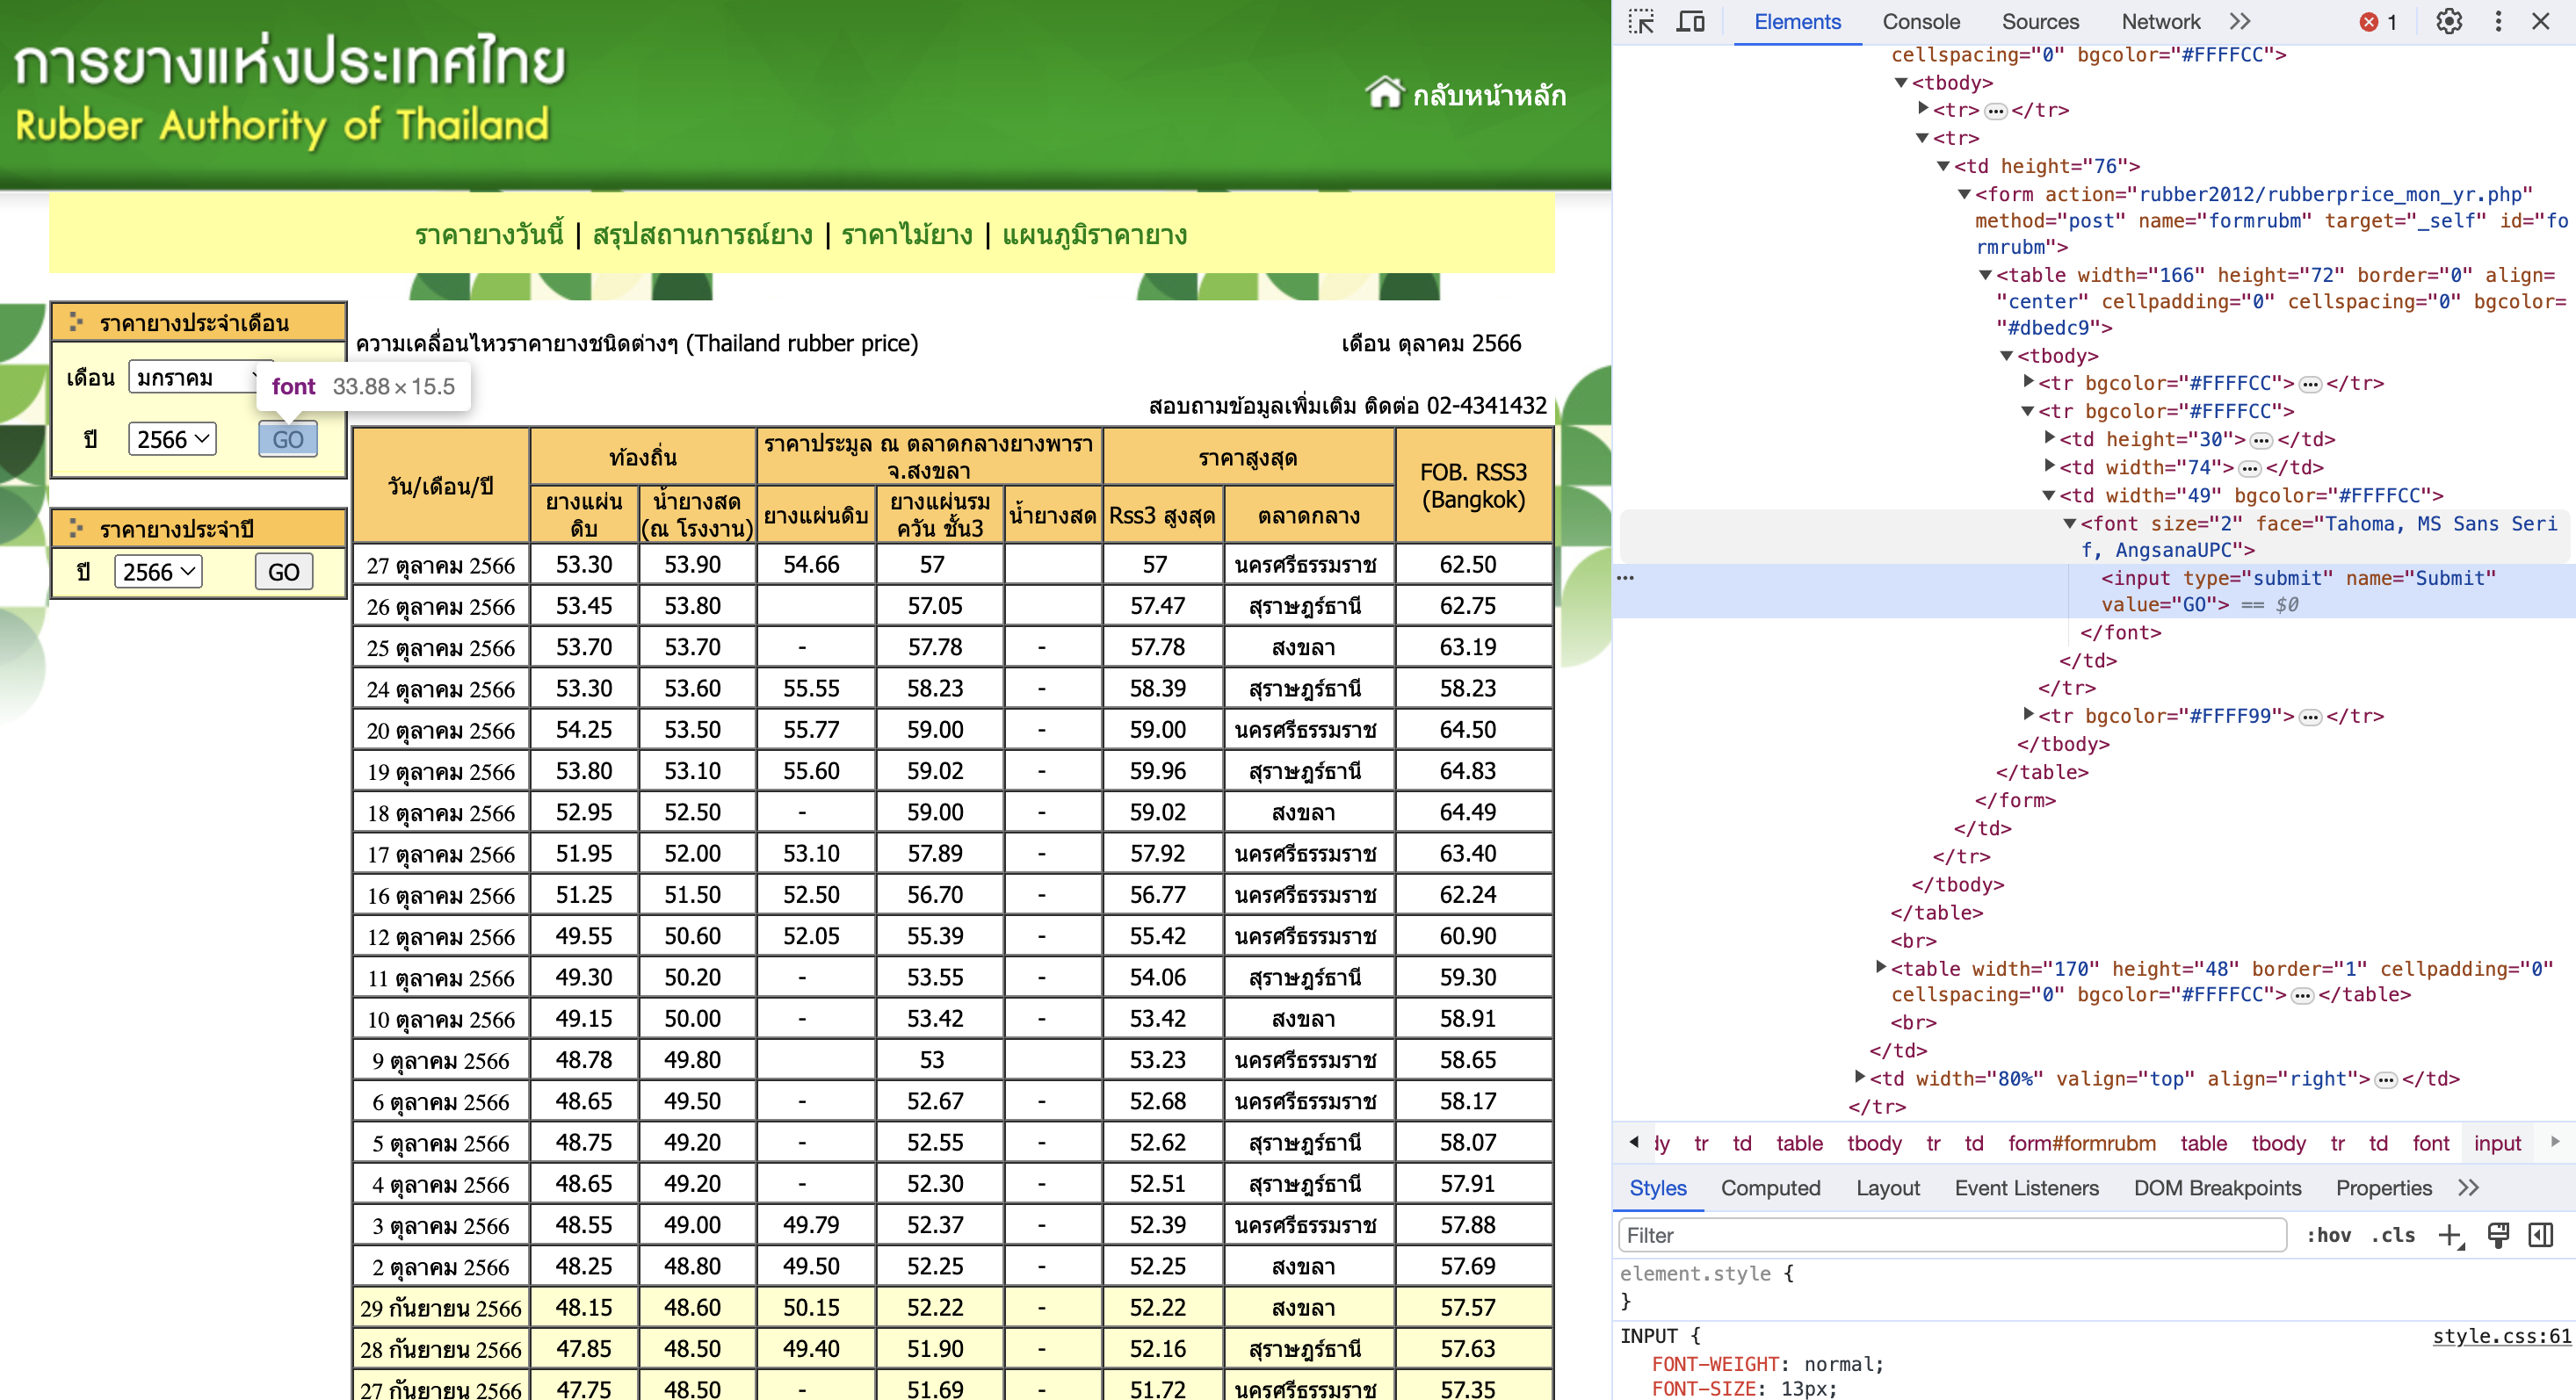 การยางแห่งประเทศไทย
Rubber Authority of Thailand
กลับหน้าหลัก
ราคายางวันนี้ | สรุปสถานการณ์ยาง | ราคาไม้ยาง | แผนภูมิราคายาง
ราคายางประจำเดือน
เดือน มกราคม
font 33.88×15.5
ปี 2566 GO
ราคายางประจำปี
ปี 2566 GO
ความเคลื่อนไหวราคายางชนิดต่างๆ (Thailand rubber price) เดือน ตุลาคม 2566
สอบถามข้อมูลเพิ่มเติม ติดต่อ 02-4341432
วัน/เดือน/ปี ท้องถิ่น ราคาประมูล ณ ตลาดกลางยางพารา จ.สงขลา ราคาสูงสุด FOB. RSS3 (Bangkok)
ยางแผ่นดิบ น้ำยางสด (ณ โรงงาน) ยางแผ่นดิบ ยางแผ่นรมควัน ชั้น3 น้ำยางสด Rss3 สูงสุด ตลาดกลาง
27 ตุลาคม 2566 53.30 53.90 54.66 57 57 นครศรีธรรมราช 62.50
26 ตุลาคม 2566 53.45 53.80 57.05 57.47 สุราษฎร์ธานี 62.75
25 ตุลาคม 2566 53.70 53.70 - 57.78 - 57.78 สงขลา 63.19
24 ตุลาคม 2566 53.30 53.60 55.55 58.23 - 58.39 สุราษฎร์ธานี 58.23
20 ตุลาคม 2566 54.25 53.50 55.77 59.00 - 59.00 นครศรีธรรมราช 64.50
19 ตุลาคม 2566 53.80 53.10 55.60 59.02 - 59.96 สุราษฎร์ธานี 64.83
18 ตุลาคม 2566 52.95 52.50 - 59.00 - 59.02 สงขลา 64.49
17 ตุลาคม 2566 51.95 52.00 53.10 57.89 - 57.92 นครศรีธรรมราช 63.40
16 ตุลาคม 2566 51.25 51.50 52.50 56.70 - 56.77 นครศรีธรรมราช 62.24
12 ตุลาคม 2566 49.55 50.60 52.05 55.39 - 55.42 นครศรีธรรมราช 60.90
11 ตุลาคม 2566 49.30 50.20 - 53.55 - 54.06 สุราษฎร์ธานี 59.30
10 ตุลาคม 2566 49.15 50.00 - 53.42 - 53.42 สงขลา 58.91
9 ตุลาคม 2566 48.78 49.80 53 53.23 นครศรีธรรมราช 58.65
6 ตุลาคม 2566 48.65 49.50 - 52.67 - 52.68 นครศรีธรรมราช 58.17
5 ตุลาคม 2566 48.75 49.20 - 52.55 - 52.62 สุราษฎร์ธานี 58.07
4 ตุลาคม 2566 48.65 49.20 - 52.30 - 52.51 สุราษฎร์ธานี 57.91
3 ตุลาคม 2566 48.55 49.00 49.79 52.37 - 52.39 นครศรีธรรมราช 57.88
2 ตุลาคม 2566 48.25 48.80 49.50 52.25 - 52.25 สงขลา 57.69
29 กันยายน 2566 48.15 48.60 50.15 52.22 - 52.22 สงขลา 57.57
28 กันยายน 2566 47.85 48.50 49.40 51.90 - 52.16 สุราษฎร์ธานี 57.63
27 กันยายน 2566 47.75 48.50 - 51.69 - 51.72 นครศรีธรรมราช 57.35
Elements Console Sources Network 1
cellspacing="0" bgcolor="#FFFFCC">
<tbody>
<tr> … </tr>
<tr>
<td height="76">
<form action="rubber2012/rubberprice_mon_yr.php"
method="post" name="formrubm" target="_self" id="fo
rmrubm">
<table width="166" height="72" border="0" align=
"center" cellpadding="0" cellspacing="0" bgcolor=
"#dbedc9">
<tbody>
<tr bgcolor="#FFFFCC"> … </tr>
<tr bgcolor="#FFFFCC">
<td height="30"> … </td>
<td width="74"> … </td>
<td width="49" bgcolor="#FFFFCC">
<font size="2" face="Tahoma, MS Sans Seri
f, AngsanaUPC">
<input type="submit" name="Submit"
value="GO"> == $0
</font>
</td>
</tr>
<tr bgcolor="#FFFF99"> … </tr>
</tbody>
</table>
</form>
</td>
</tr>
</tbody>
</table>
<br>
<table width="170" height="48" border="1" cellpadding="0"
cellspacing="0" bgcolor="#FFFFCC"> … </table>
<br>
</td>
<td width="80%" valign="top" align="right"> … </td>
</tr>
dy tr td table tbody tr td form#formrubm table tbody tr td font input
Styles Computed Layout Event Listeners DOM Breakpoints Properties
Filter :hov .cls
element.style {
}
INPUT { style.css:61
FONT-WEIGHT: normal;
FONT-SIZE: 13px;